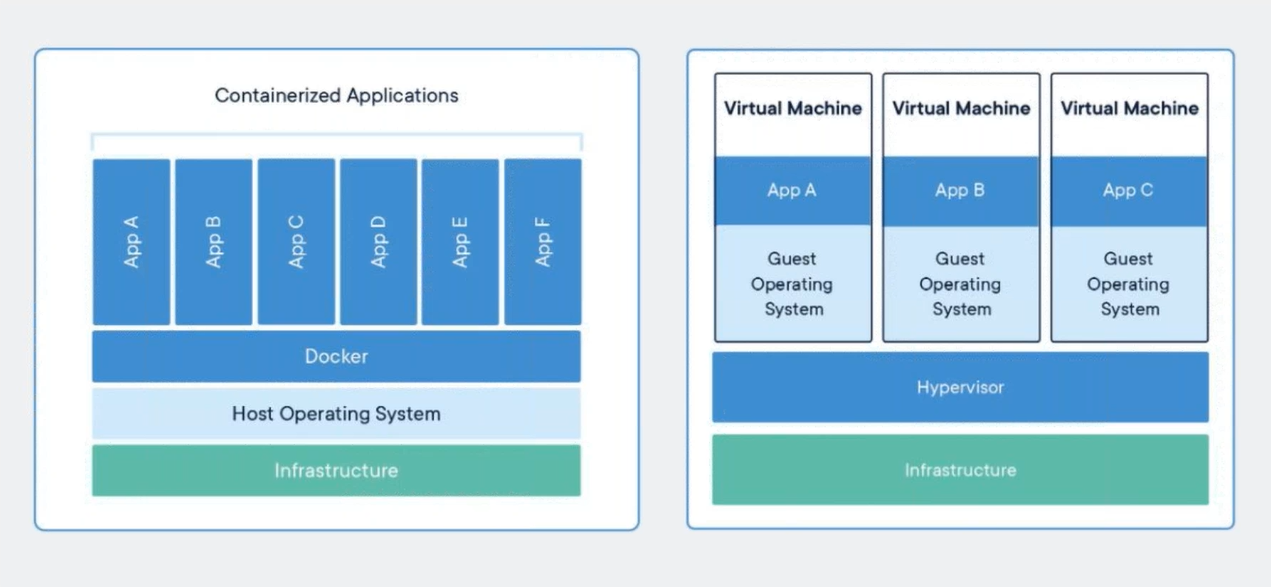 Containerized Applications
App A
App B
App C
App D
App E
App F
Docker
Host Operating System
Infrastructure
Virtual Machine
App A
Guest
Operating
System
Virtual Machine
App B
Guest
Operating
System
Virtual Machine
App C
Guest
Operating
System
Hypervisor
Infrastructure